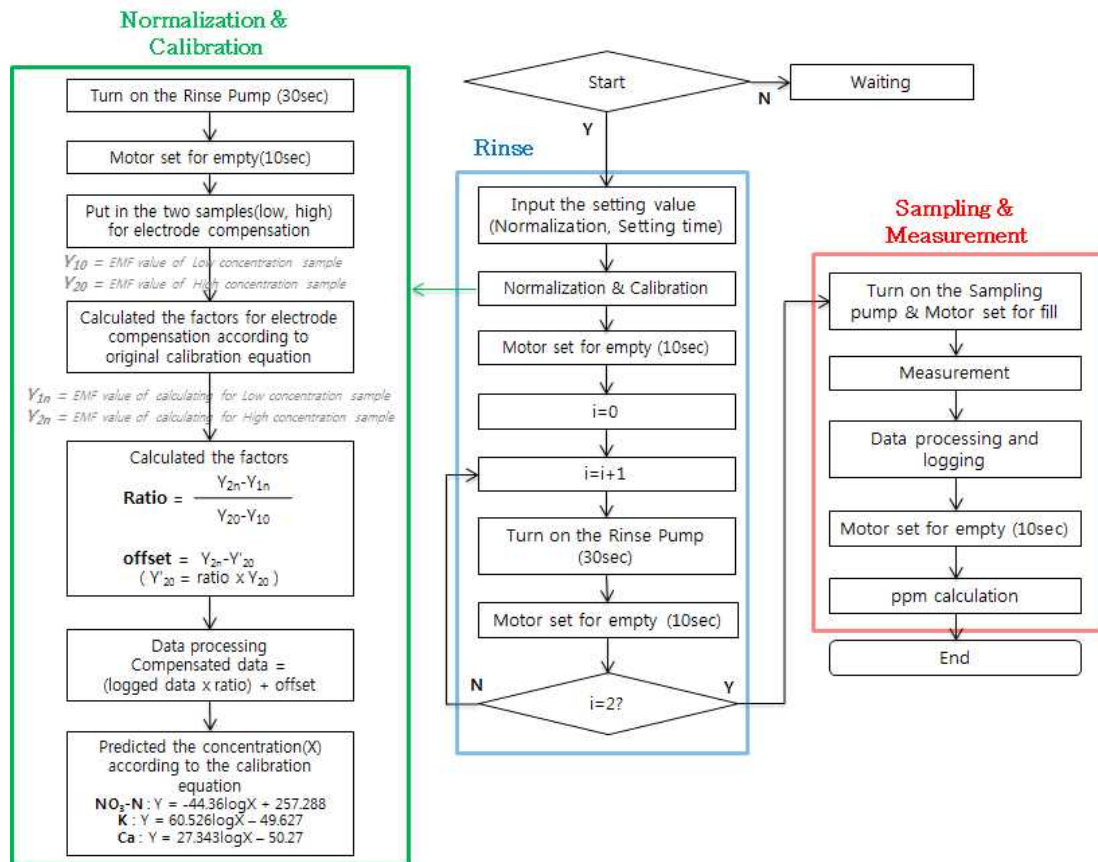 Normalization &
Calibration
Turn on the Rinse Pump (30sec)
Motor set for empty(10sec)
Put in the two samples(low, high)
for electrode compensation
Y10 = EMF value of Low concentration sample
Y20 = EMF value of High concentration sample
Calculated the factors for electrode
compensation according to
original calibration equation
Y1n = EMF value of calculating for Low concentration sample
Y2n = EMF value of calculating for High concentration sample
Calculated the factors
Ratio = Y2n-Y1n
Y20-Y10
offset = Y2n-Y'20
( Y'20 = ratio x Y20 )
Data processing
Compensated data =
(logged data x ratio) + offset
Predicted the concentration(X)
according to the calibration
equation
NO3-N : Y = -44.36logX + 257.288
K : Y = 60.526logX – 49.627
Ca : Y = 27.343logX – 50.27
Start
N
Waiting
Y
Rinse
Input the setting value
(Normalization, Setting time)
Normalization & Calibration
Motor set for empty (10sec)
i=0
i=i+1
Turn on the Rinse Pump
(30sec)
Motor set for empty (10sec)
N
i=2?
Y
Sampling &
Measurement
Turn on the Sampling
pump & Motor set for fill
Measurement
Data processing and
logging
Motor set for empty (10sec)
ppm calculation
End